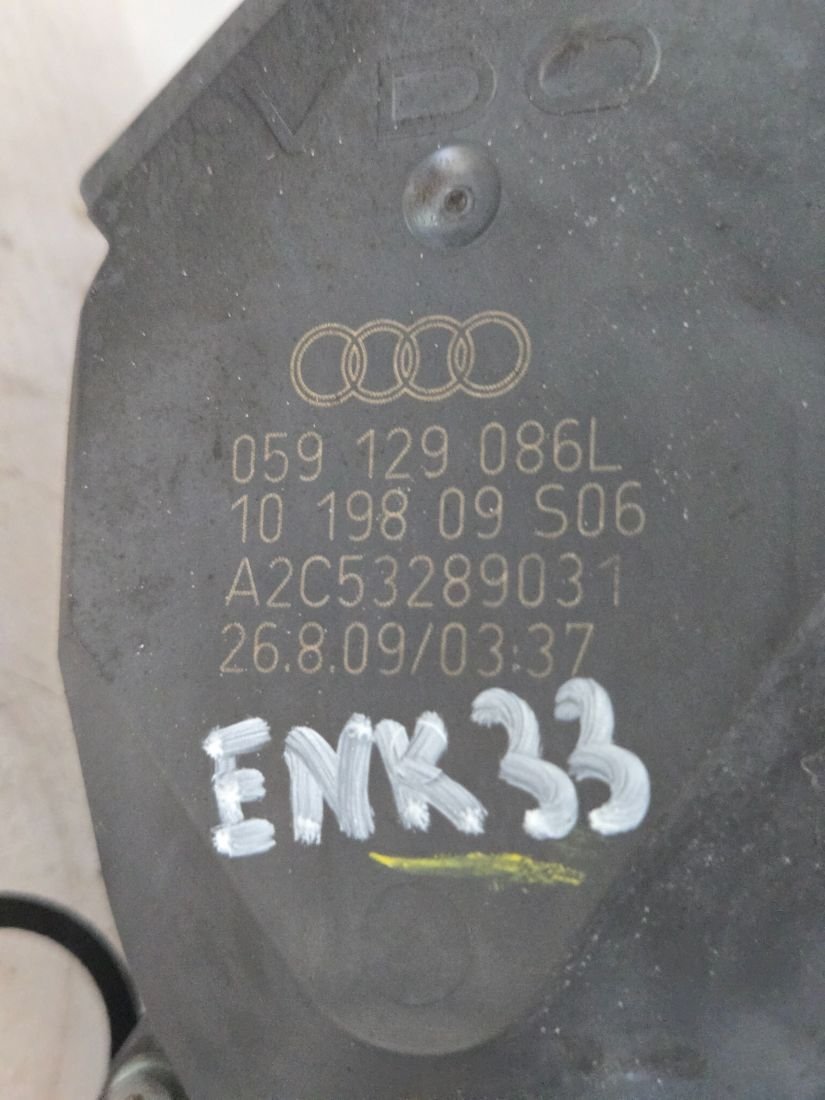 VDO
059 129 086L
10 198 09 S06
A2C53289031
26.8.09/03:37
ENK33